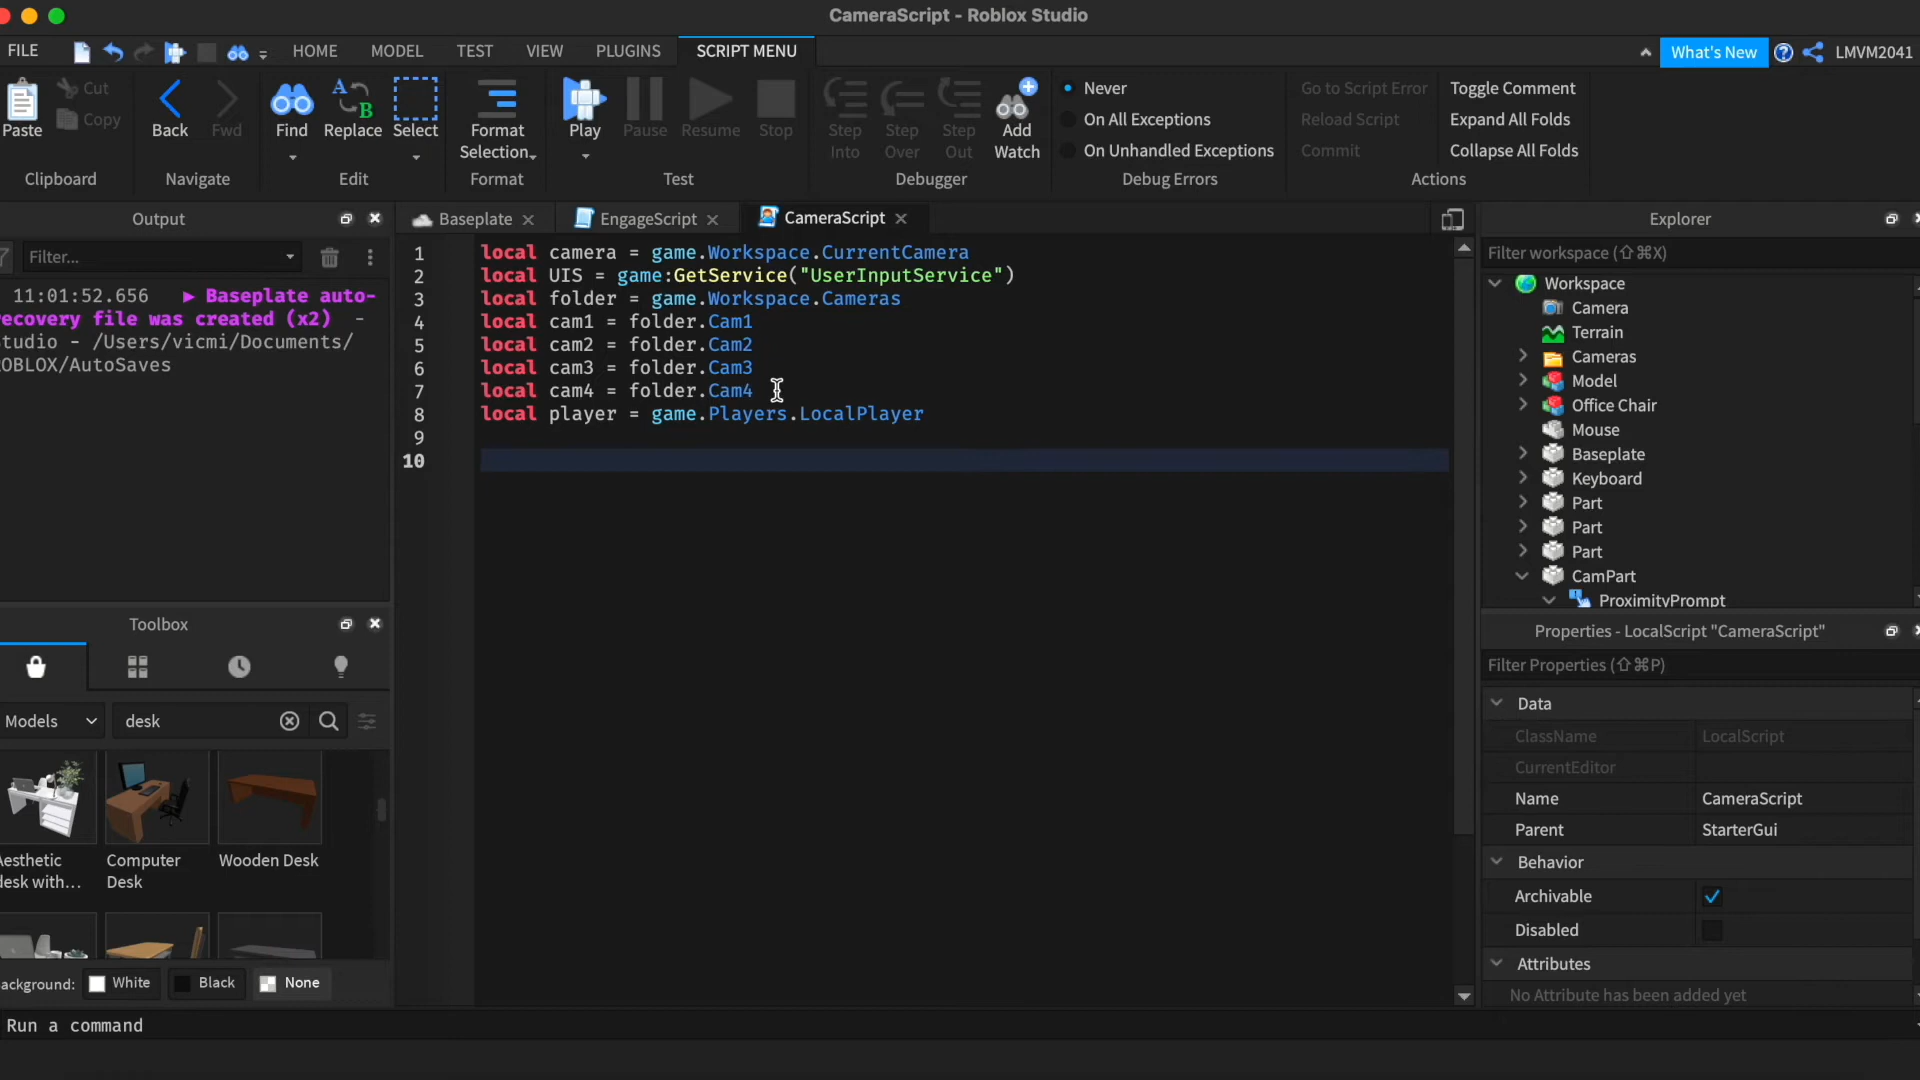 CameraScript - Roblox Studio
FILE
HOME
MODEL
TEST
VIEW
PLUGINS
SCRIPT MENU
What's New
LMVM2041
Paste
Cut
Copy
Clipboard
Back
Fwd
Navigate
Find
Replace
Select
Edit
Format
Selection
Format
Play
Pause
Resume
Stop
Test
Step
Into
Step
Over
Step
Out
Add
Watch
Debugger
Never
On All Exceptions
On Unhandled Exceptions
Debug Errors
Go to Script Error
Reload Script
Commit
Toggle Comment
Expand All Folds
Collapse All Folds
Actions
Output
Filter...
11:01:52.656 ▶ Baseplate auto-
recovery file was created (x2) -
Studio - /Users/vicmi/Documents/
ROBLOX/AutoSaves
Toolbox
Models
desk
Aesthetic
desk with...
Computer
Desk
Wooden Desk
ackground:
White
Black
None
Run a command
Baseplate
EngageScript
CameraScript
1 local camera = game.Workspace.CurrentCamera
2 local UIS = game:GetService("UserInputService")
3 local folder = game.Workspace.Cameras
4 local cam1 = folder.Cam1
5 local cam2 = folder.Cam2
6 local cam3 = folder.Cam3
7 local cam4 = folder.Cam4
8 local player = game.Players.LocalPlayer
9
10
Explorer
Filter workspace (⇧⌘X)
Workspace
Camera
Terrain
Cameras
Model
Office Chair
Mouse
Baseplate
Keyboard
Part
Part
Part
CamPart
ProximityPrompt
Properties - LocalScript "CameraScript"
Filter Properties (⇧⌘P)
Data
ClassName LocalScript
CurrentEditor
Name CameraScript
Parent StarterGui
Behavior
Archivable
Disabled
Attributes
No Attribute has been added yet